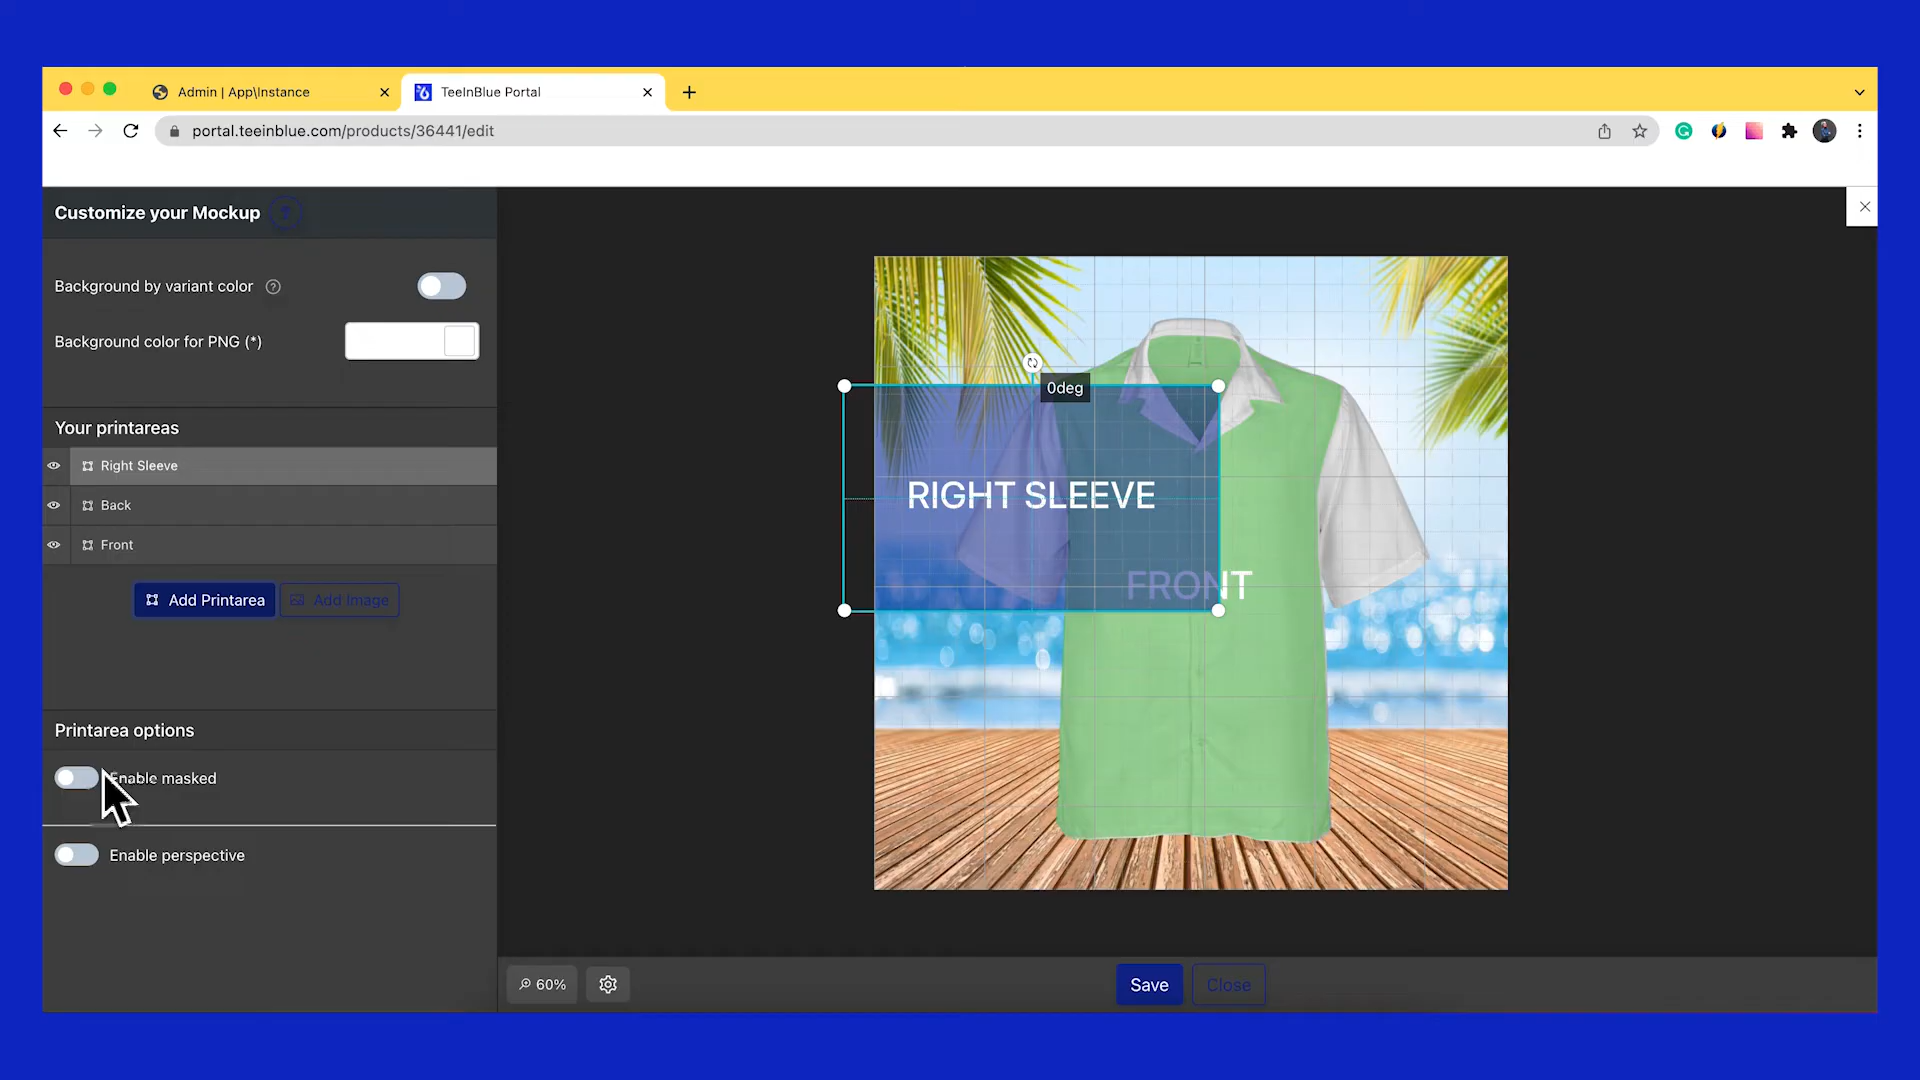 Admin | App\Instance
TeeInBlue Portal
portal.teeinblue.com/products/36441/edit
Customize your Mockup
Background by variant color
Background color for PNG (*)
Your printareas
Right Sleeve
Back
Front
Add Printarea
Add Image
Printarea options
Enable masked
Enable perspective
0deg
RIGHT SLEEVE
FRONT
60%
Save
Close